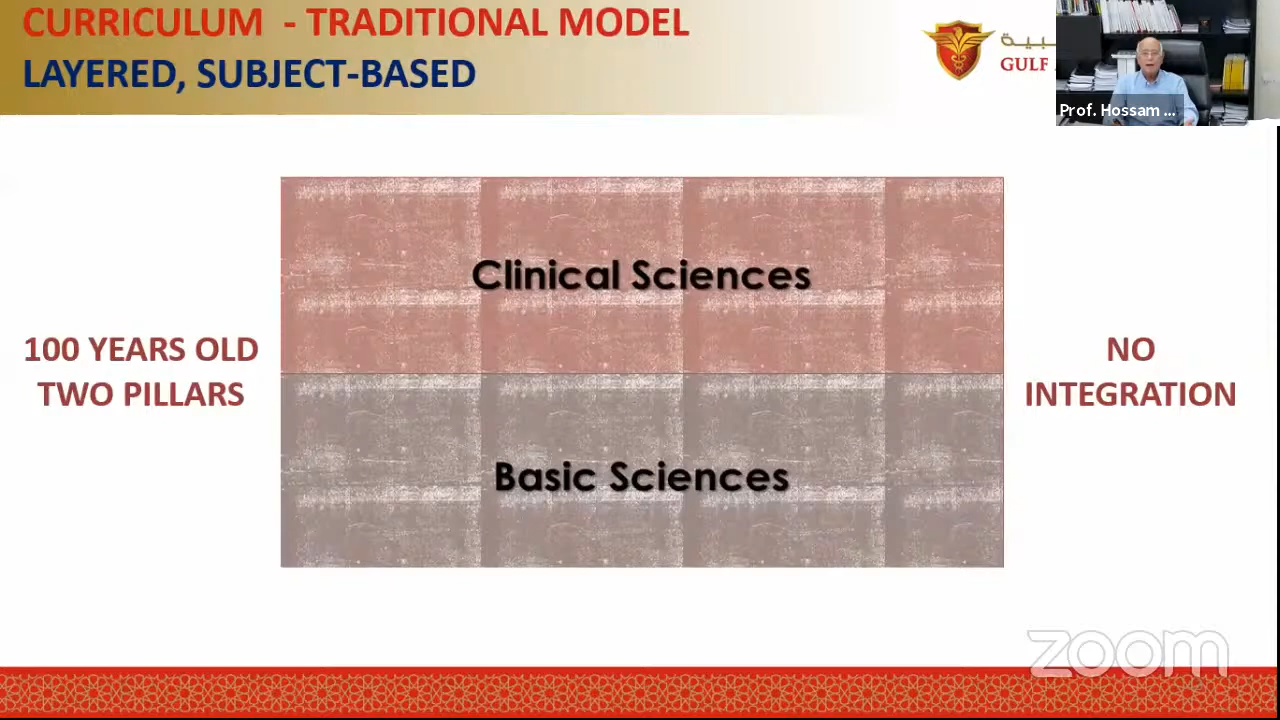 CURRICULUM - TRADITIONAL MODEL
LAYERED, SUBJECT-BASED
GULF
Prof. Hossam ...
Clinical Sciences
100 YEARS OLD
TWO PILLARS
NO
INTEGRATION
Basic Sciences
zoom